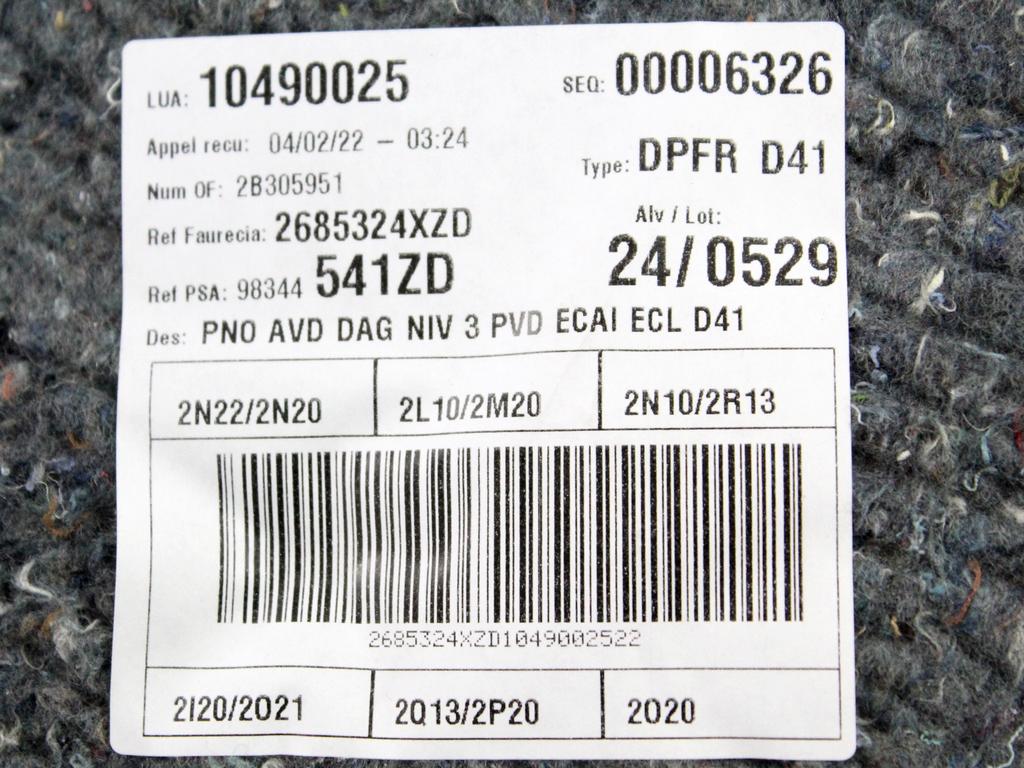 LUA: 10490025 SEQ: 00006326
Appel recu: 04/02/22 – 03:24
Type: DPFR D41
Num OF: 2B305951
Alv / Lot:
Ref Faurecia: 2685324XZD
24/0529
Ref PSA: 98344 541ZD
Des: PNO AVD DAG NIV 3 PVD ECAI ECL D41
2N22/2N20 2L10/2M20 2N10/2R13
2685324XZD1049002522
2I20/2O21 2Q13/2P20 2O20